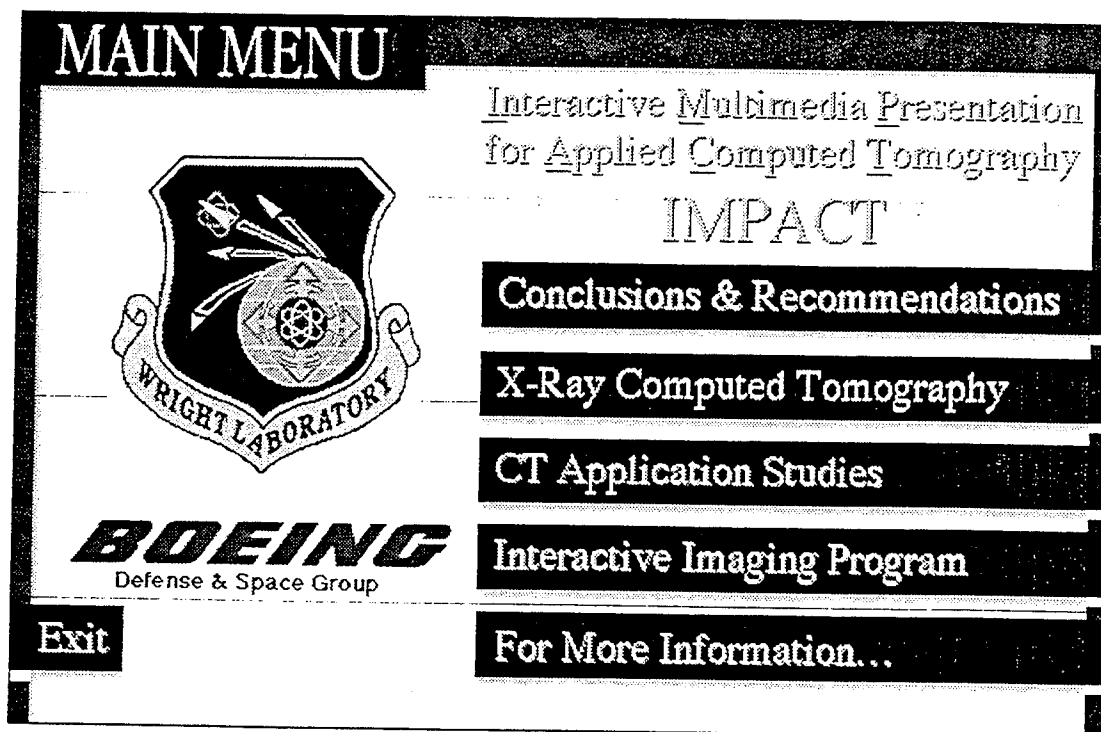 MAIN MENU
Interactive Multimedia Presentation
for Applied Computed Tomography
IMPACT
Conclusions & Recommendations
X-Ray Computed Tomography
CT Application Studies
Interactive Imaging Program
For More Information...
WRIGHT LABORATORY
BOEING
Defense & Space Group
Exit